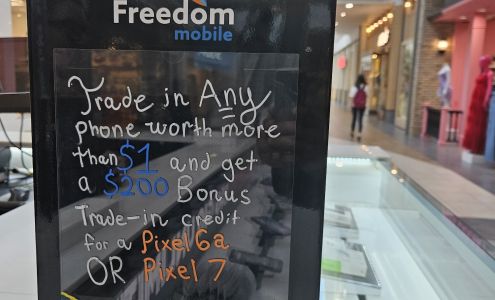 Freedom
mobile
Trade in Any
phone worth more
than $1 and get
a $200 Bonus
Trade-in credit
for a Pixel 6a
OR Pixel 7